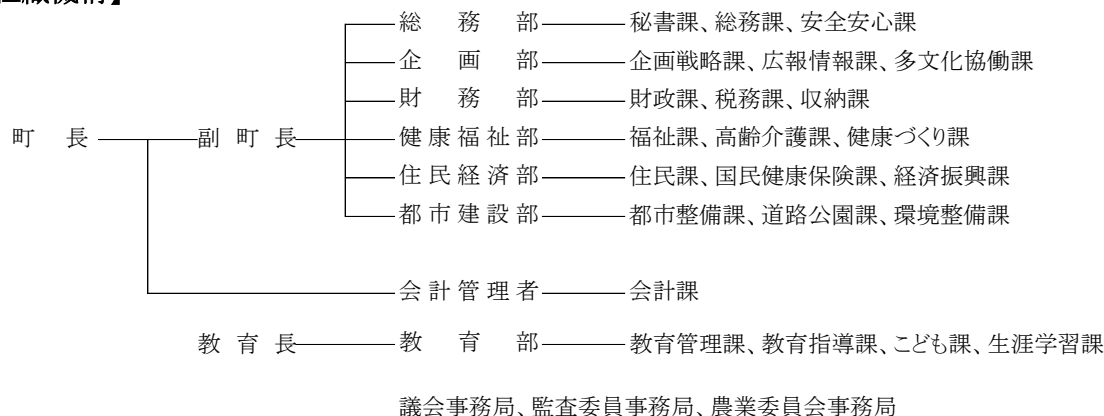 総務部 秘書課、総務課、安全安心課
企画部 企画戦略課、広報情報課、多文化協働課
財務部 財政課、税務課、収納課
町長 副町長 健康福祉部 福祉課、高齢介護課、健康づくり課
住民経済部 住民課、国民健康保険課、経済振興課
都市建設部 都市整備課、道路公園課、環境整備課
会計管理者 会計課
教育長 教育部 教育管理課、教育指導課、こども課、生涯学習課
議会事務局、監査委員事務局、農業委員会事務局